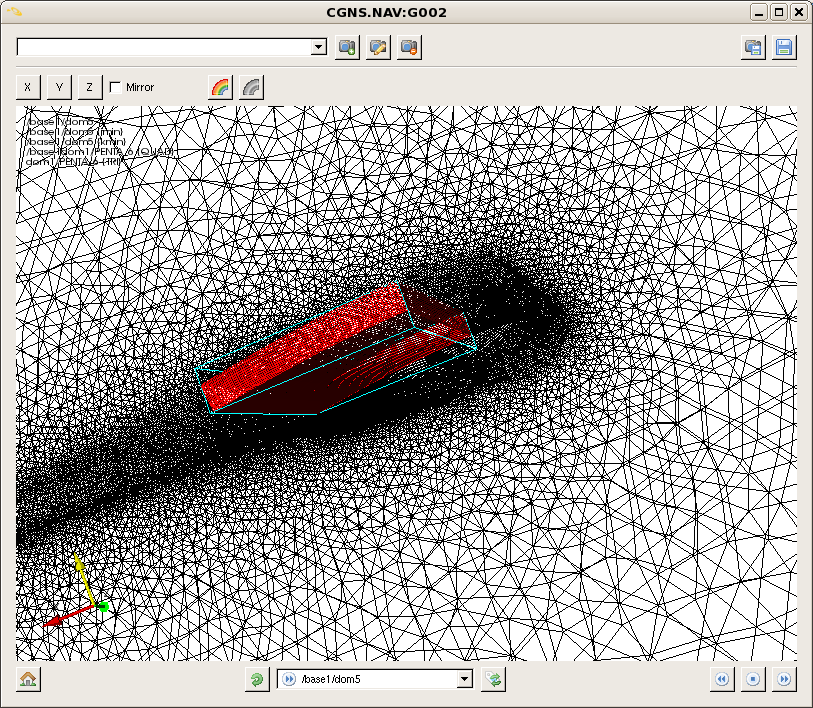 CGNS.NAV:G002
X Y Z Mirror
/base1/dom5
/base1/dom5 {imin}
/base1/dom5 {kmin}
/base1/dom1/PENTA_6 {QUAD}
dom1/PENTA_6 {TRI}
/base1/dom5